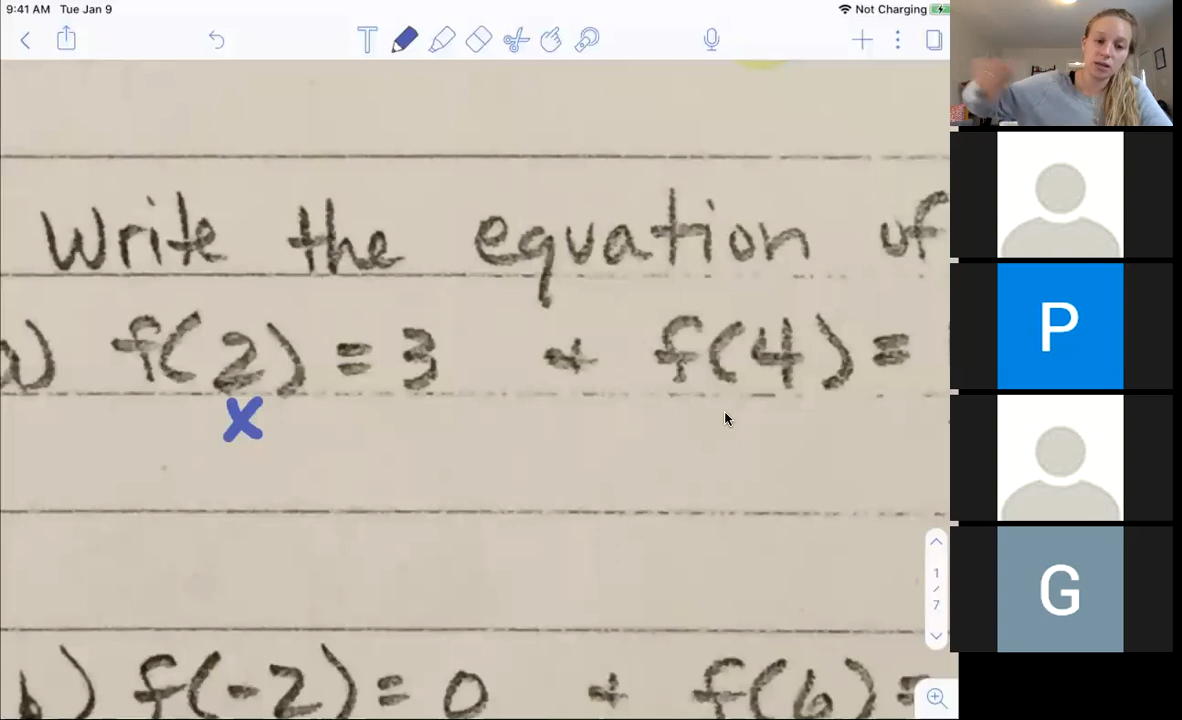 9:41 AM Tue Jan 9
Not Charging
T
Write the equation of
a) f(2) = 3 + f(4) =
x
b) f(-2) = 0 + f(6) =
1
/
7
P
G